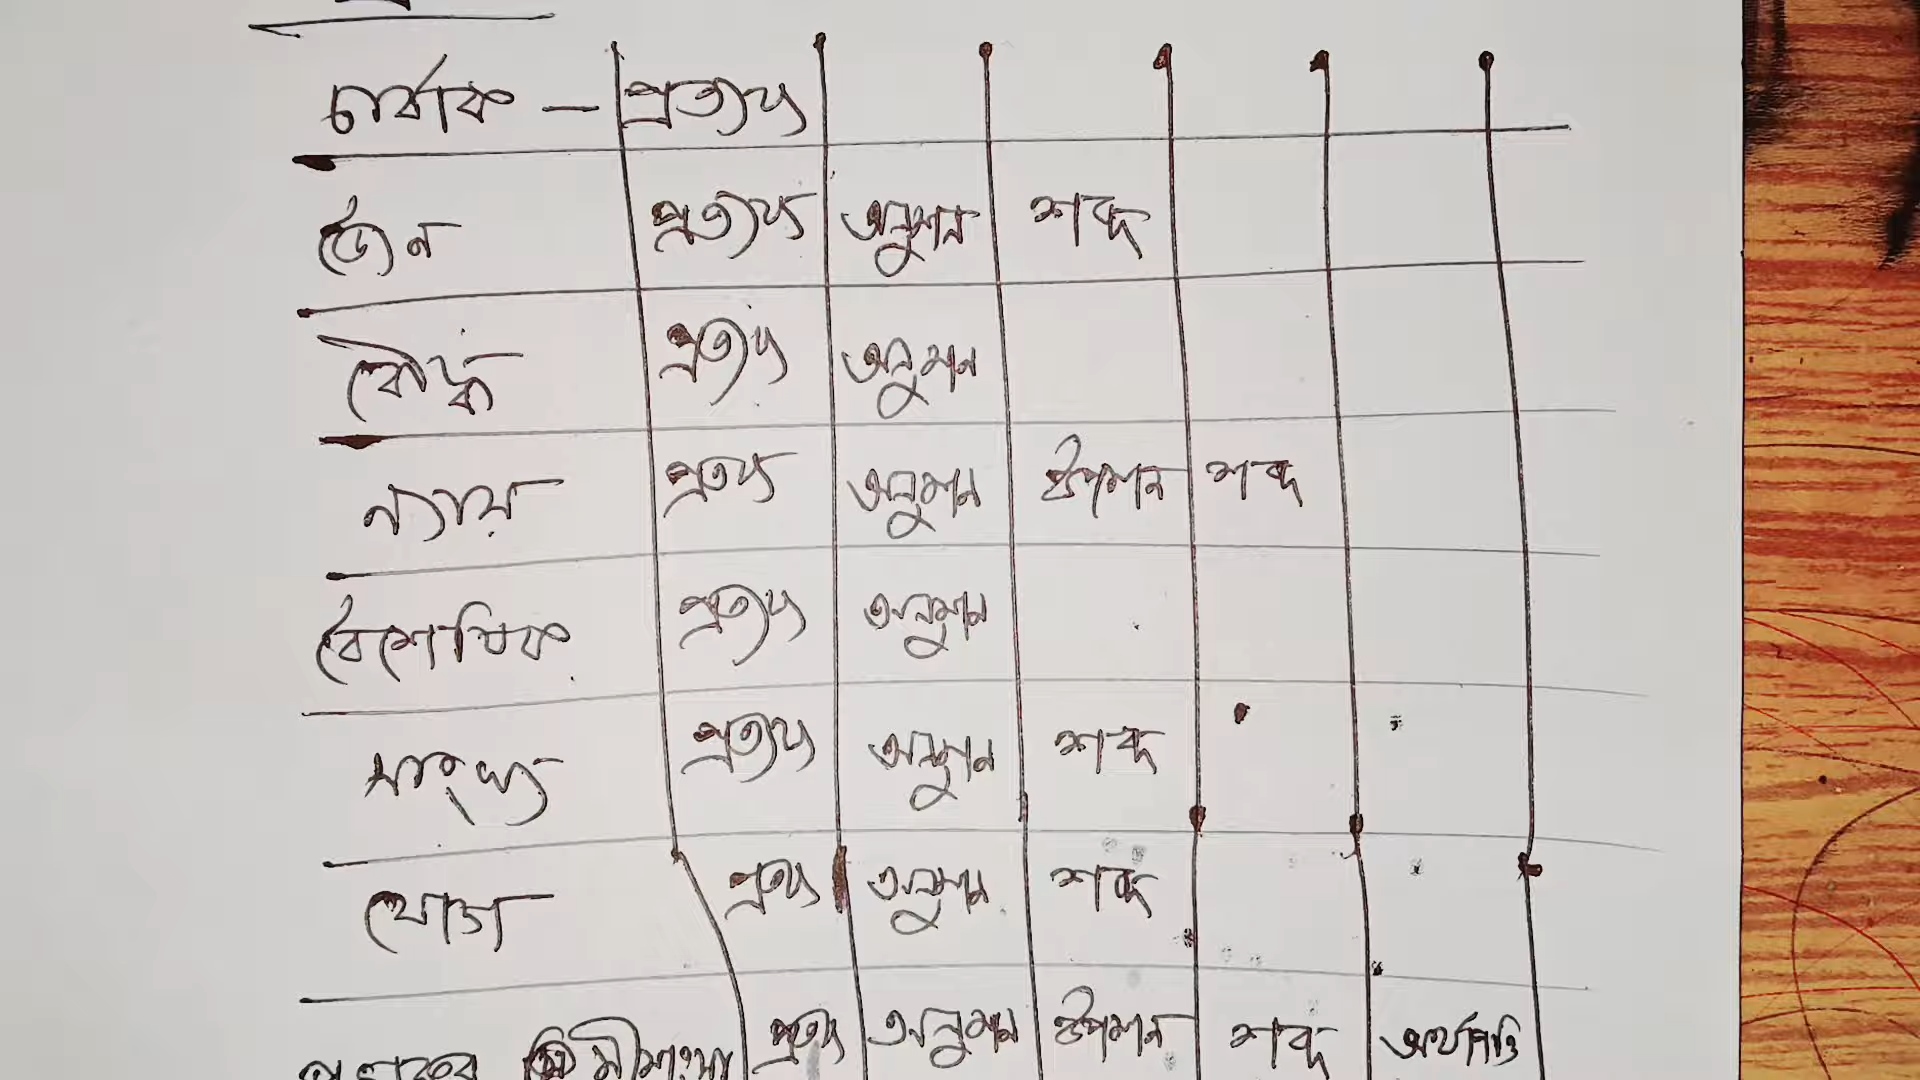 চার্বাক – প্রত্যক্ষ
জৈন প্রত্যক্ষ অনুমান শব্দ
বৌদ্ধ প্রত্যক্ষ অনুমান
ন্যায় প্রত্যক্ষ অনুমান উপমান শব্দ
বৈশেষিক প্রত্যক্ষ অনুমান
সাংখ্য প্রত্যক্ষ অনুমান শব্দ
যোগ প্রত্যক্ষ অনুমান শব্দ
মীমাংসা প্রত্যক্ষ অনুমান উপমান শব্দ অর্থাপত্তি